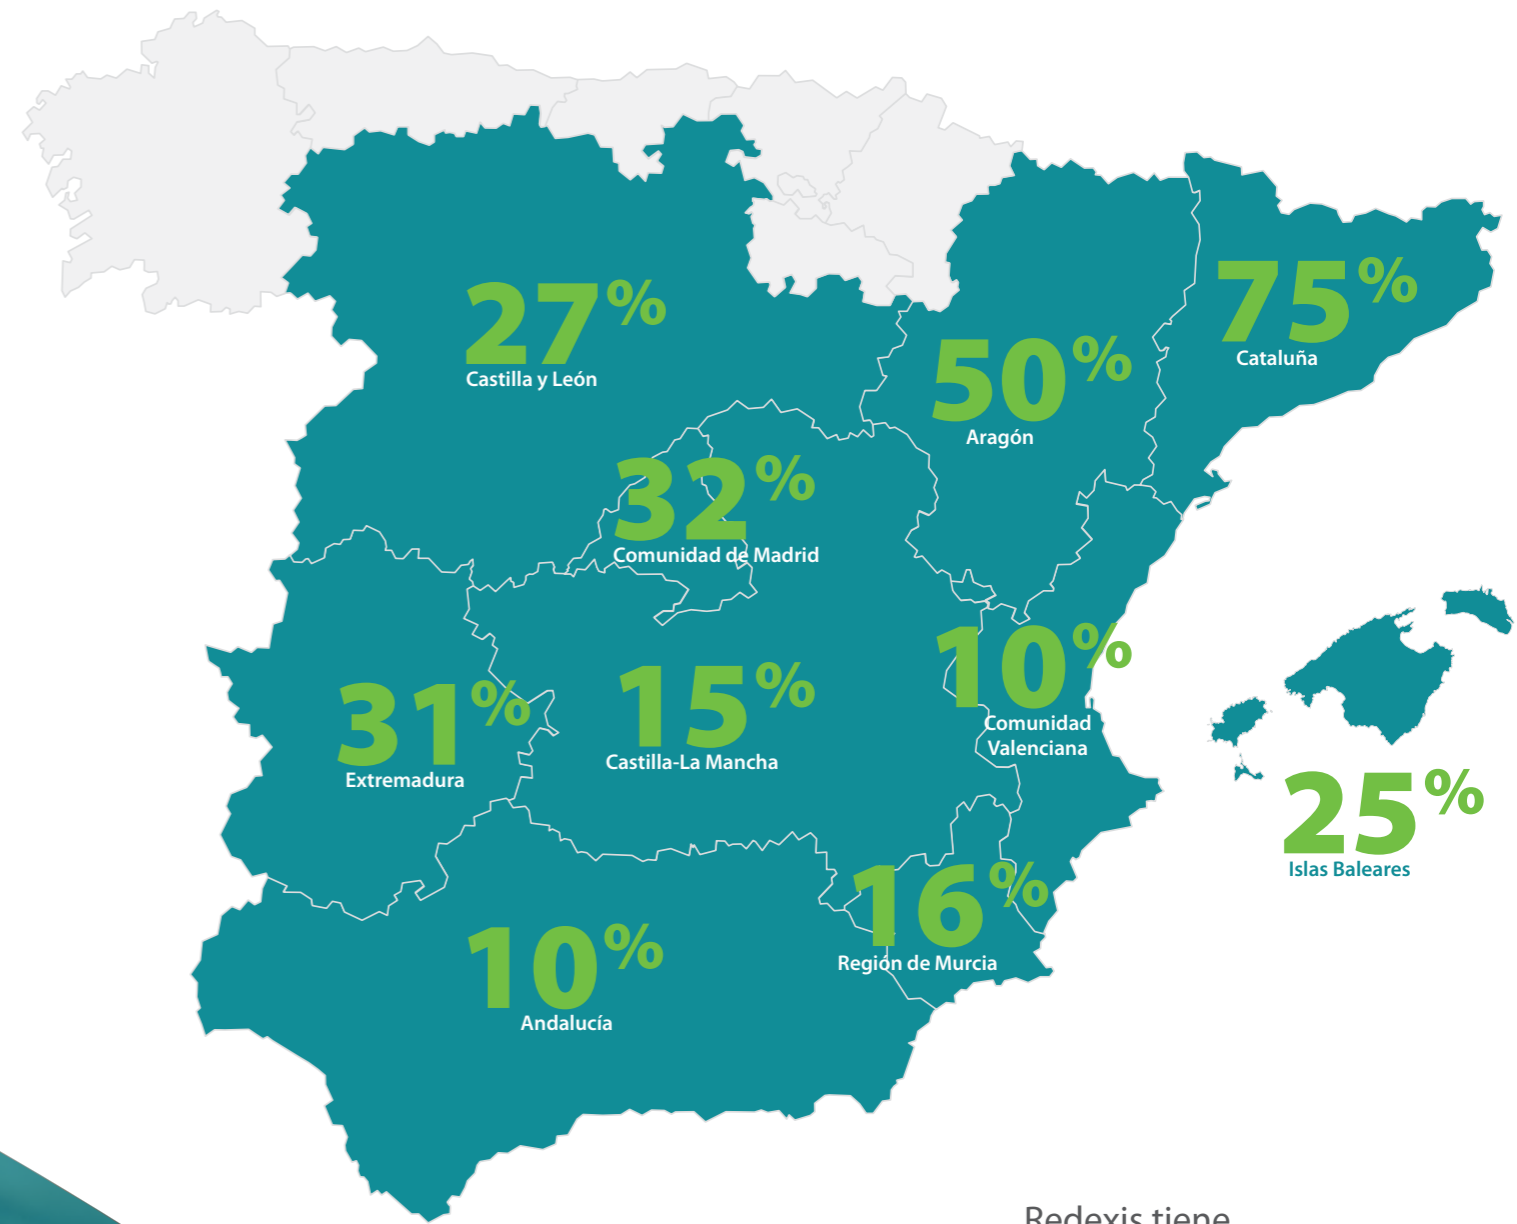 27%
Castilla y León
75%
Cataluña
50%
Aragón
32%
Comunidad de Madrid
10%
Comunidad
Valenciana
31%
Extremadura
15%
Castilla-La Mancha
25%
Islas Baleares
16%
Región de Murcia
10%
Andalucía
Redexis tiene